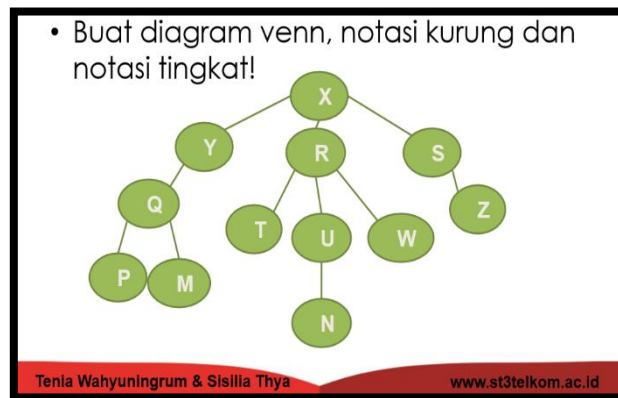 • Buat diagram venn, notasi kurung dan
notasi tingkat!
X
Y
R
S
Q
T
U
W
Z
P
M
N
Tenia Wahyuningrum & Sisilia Thya
www.st3telkom.ac.id